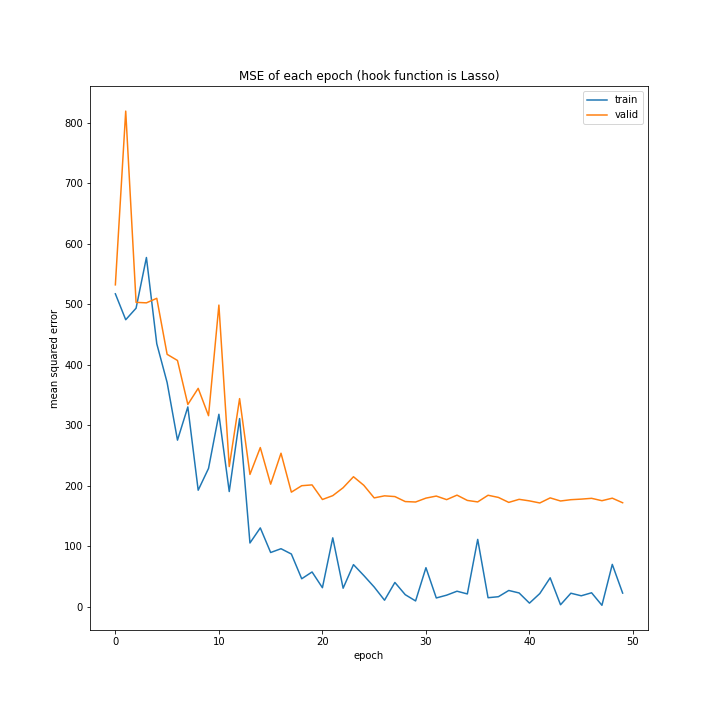 MSE of each epoch (hook function is Lasso)
train
valid
mean squared error
800
700
600
500
400
300
200
100
0
0 10 20 30 40 50
epoch